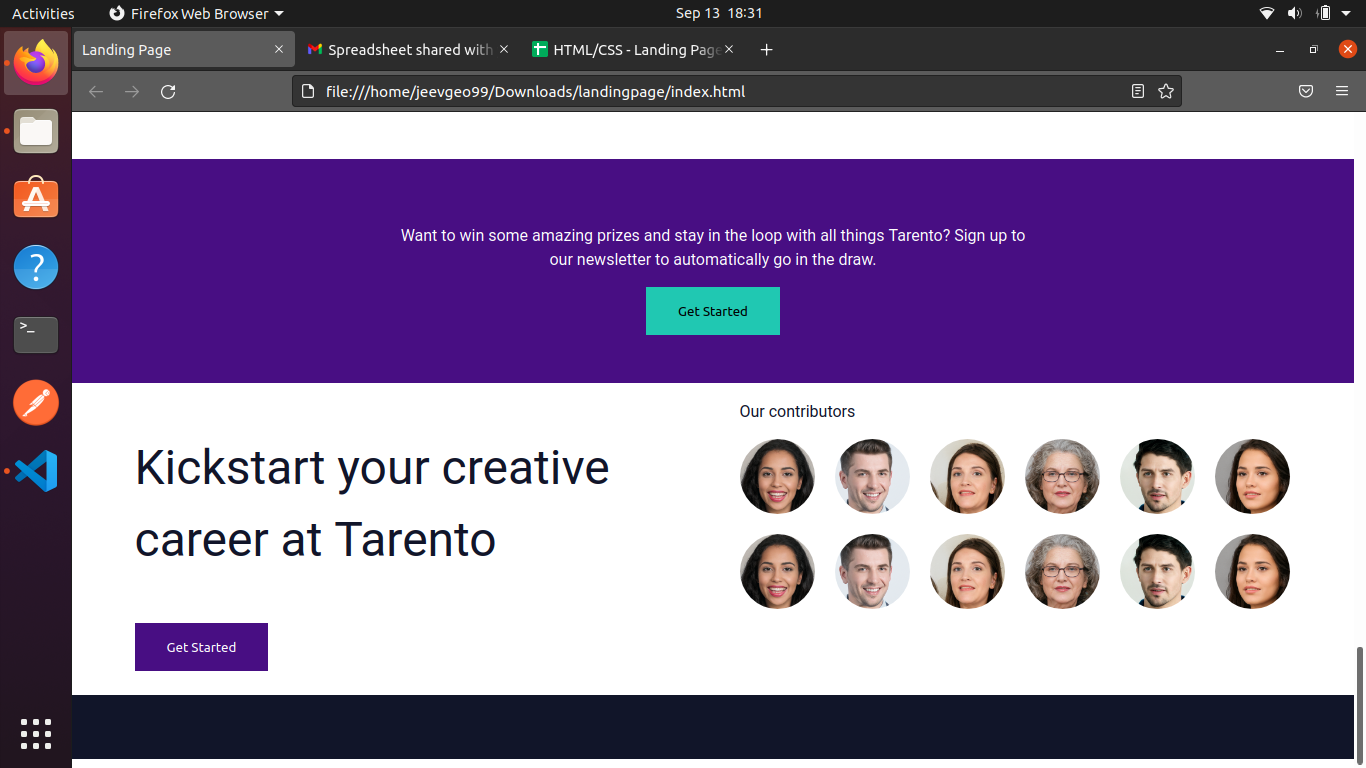 Activities
Firefox Web Browser
Sep 13 18:31
Landing Page
Spreadsheet shared with
HTML/CSS - Landing Page
file:///home/jeevgeo99/Downloads/landingpage/index.html
Want to win some amazing prizes and stay in the loop with all things Tarento? Sign up to
our newsletter to automatically go in the draw.
Get Started
Kickstart your creative
career at Tarento
Get Started
Our contributors